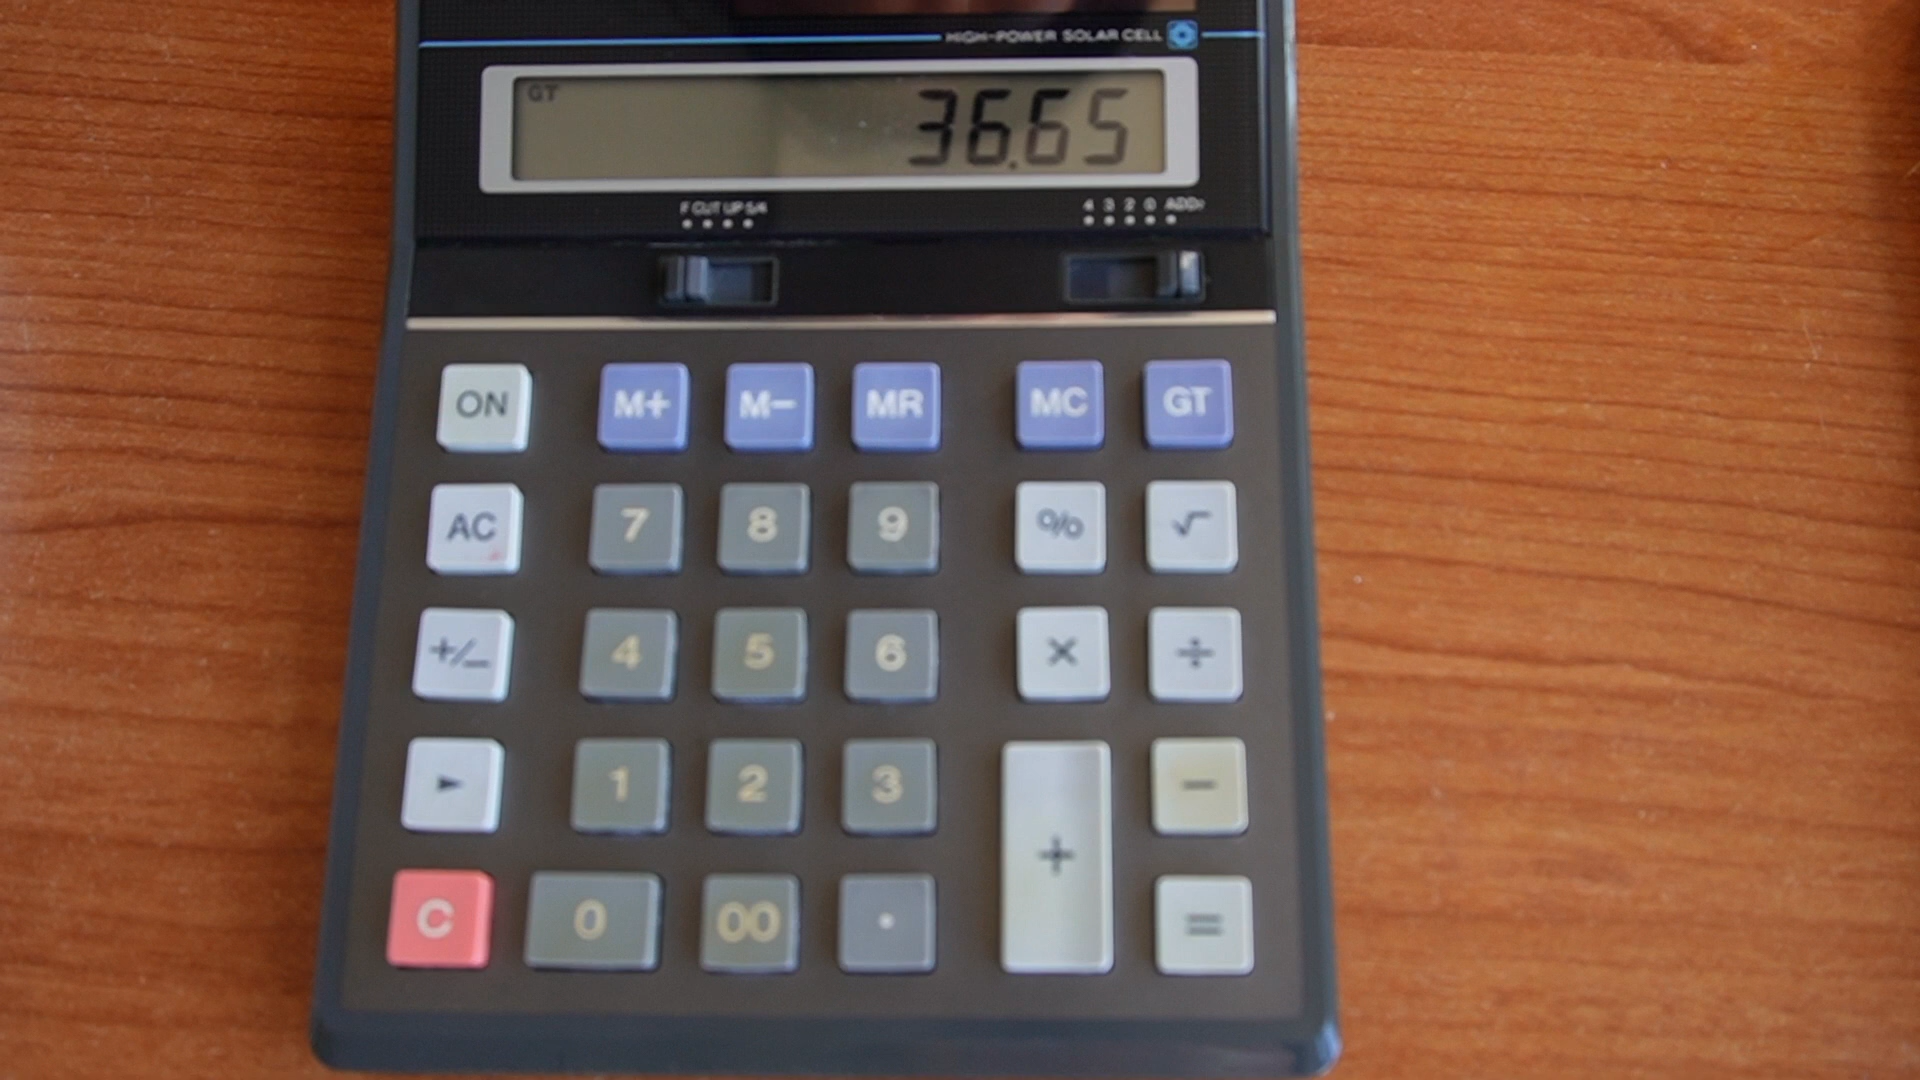 HIGH-POWER SOLAR CELL
GT
36.65
F CUT UP 5/4
4 3 2 0 ADD2
ON M+ M- MR MC GT
AC 7 8 9 % √
+/- 4 5 6 × ÷
► 1 2 3 + -
C 0 00 · =